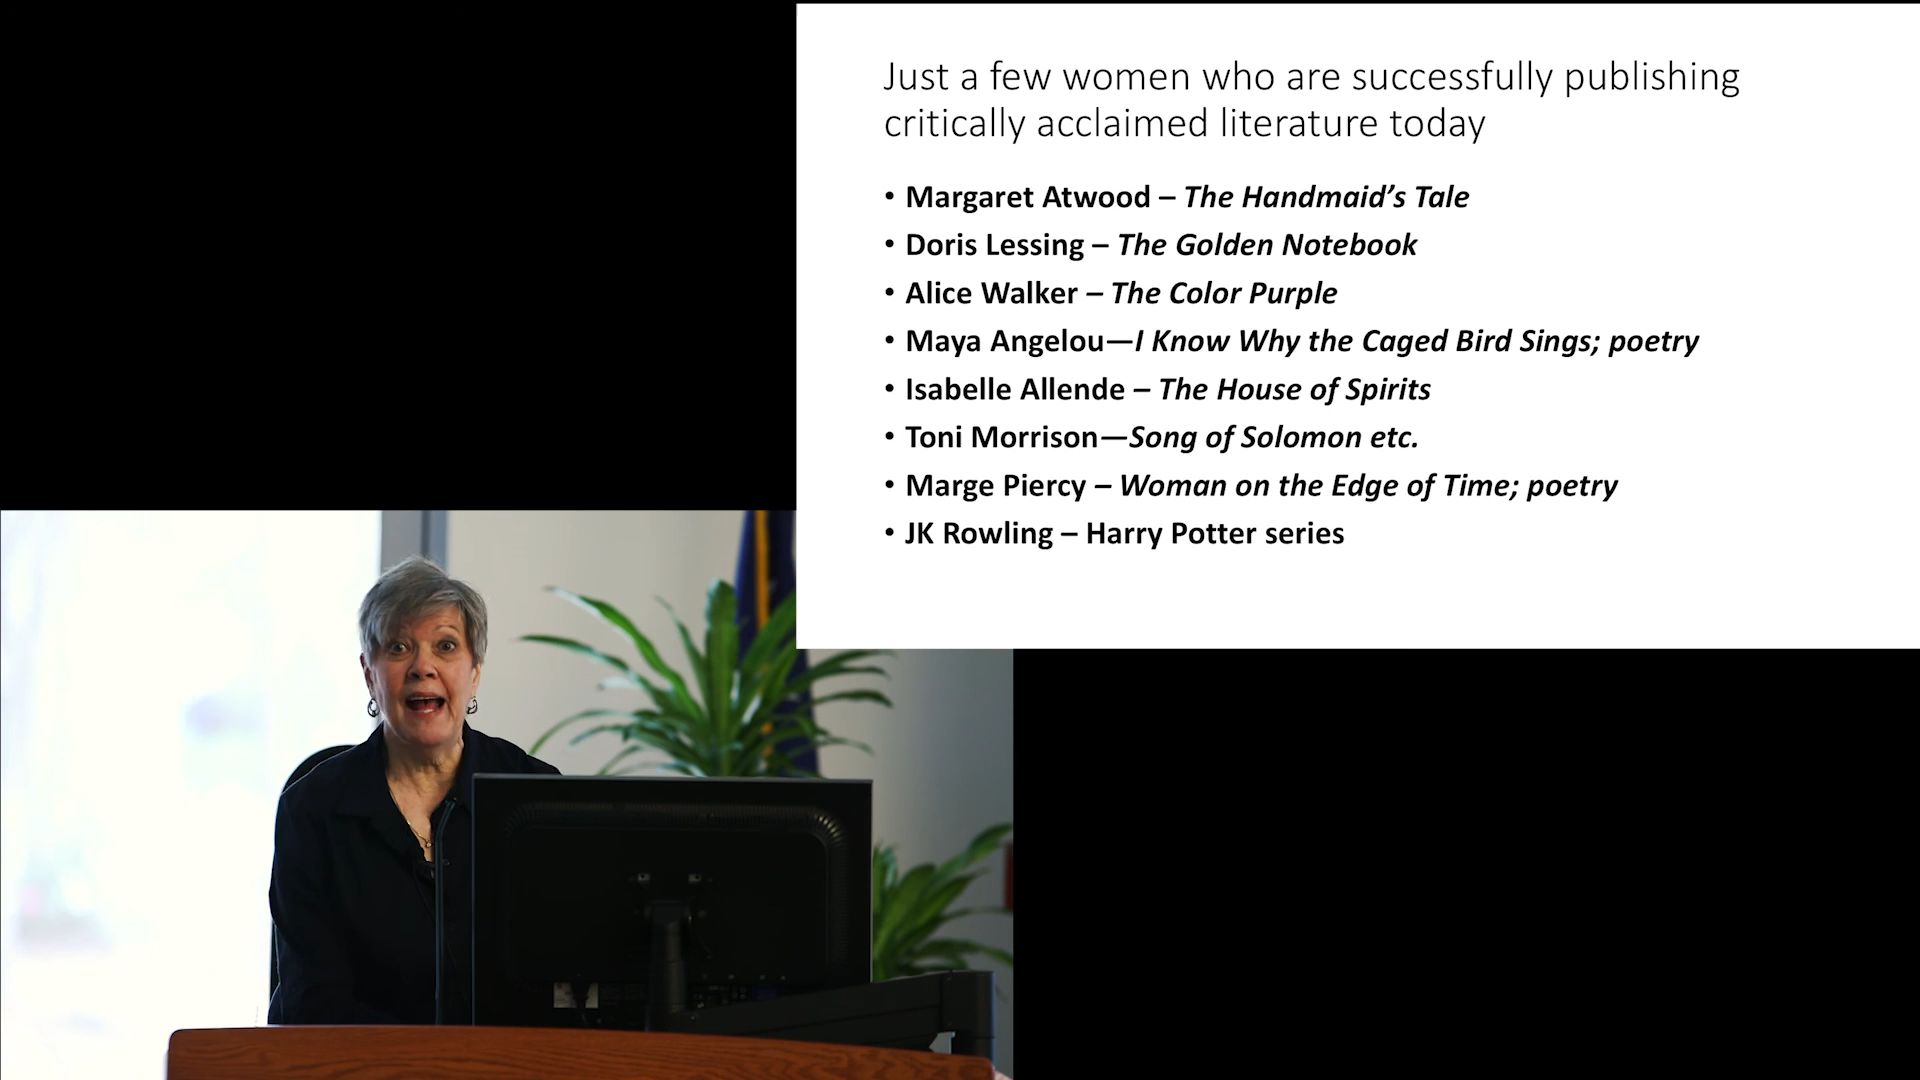 Just a few women who are successfully publishing
critically acclaimed literature today
• Margaret Atwood – The Handmaid’s Tale
• Doris Lessing – The Golden Notebook
• Alice Walker – The Color Purple
• Maya Angelou—I Know Why the Caged Bird Sings; poetry
• Isabelle Allende – The House of Spirits
• Toni Morrison—Song of Solomon etc.
• Marge Piercy – Woman on the Edge of Time; poetry
• JK Rowling – Harry Potter series